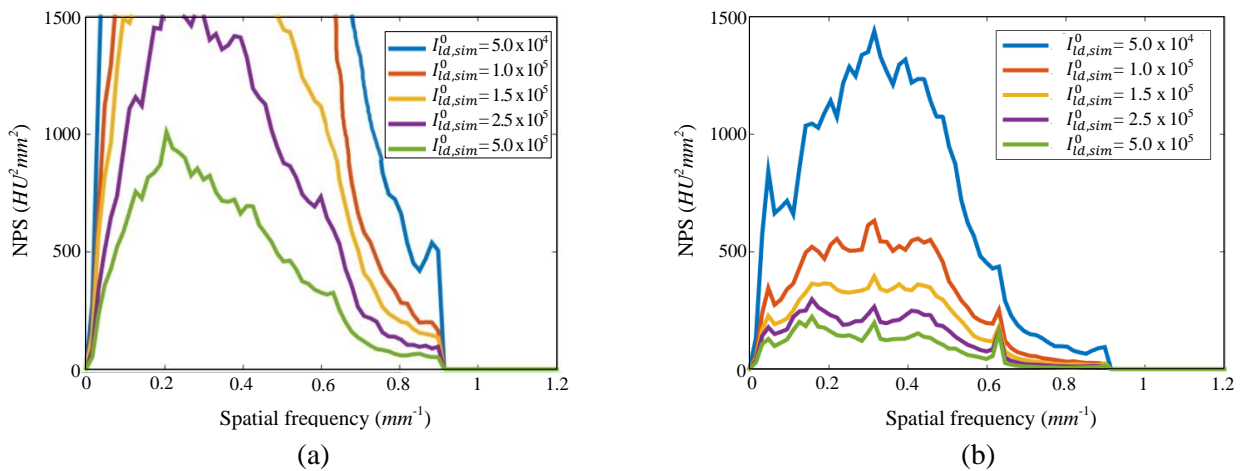 1500
1000
500
0
NPS (HU²mm²)
I⁰ld,sim= 5.0 x 10⁴
I⁰ld,sim= 1.0 x 10⁵
I⁰ld,sim= 1.5 x 10⁵
I⁰ld,sim= 2.5 x 10⁵
I⁰ld,sim= 5.0 x 10⁵
0 0.2 0.4 0.6 0.8 1 1.2
Spatial frequency (mm⁻¹)
(a)
1500
1000
500
0
NPS (HU²mm²)
I⁰ld,sim= 5.0 x 10⁴
I⁰ld,sim= 1.0 x 10⁵
I⁰ld,sim= 1.5 x 10⁵
I⁰ld,sim= 2.5 x 10⁵
I⁰ld,sim= 5.0 x 10⁵
0 0.2 0.4 0.6 0.8 1 1.2
Spatial frequency (mm⁻¹)
(b)